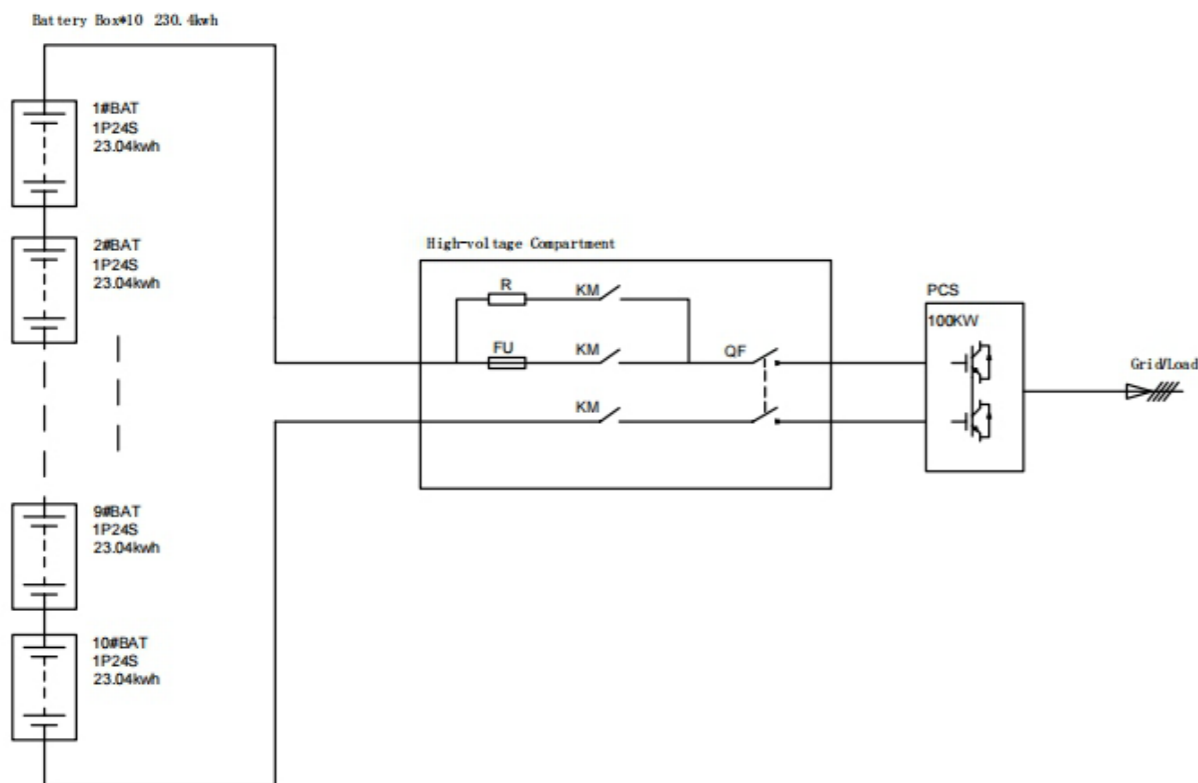 Battery Box*10  230.4kwh
1#BAT
1P24S
23.04kwh
2#BAT
1P24S
23.04kwh
High-voltage Compartment
R
KM
FU
KM
QF
KM
PCS
100KW
Grid/Load
9#BAT
1P24S
23.04kwh
10#BAT
1P24S
23.04kwh